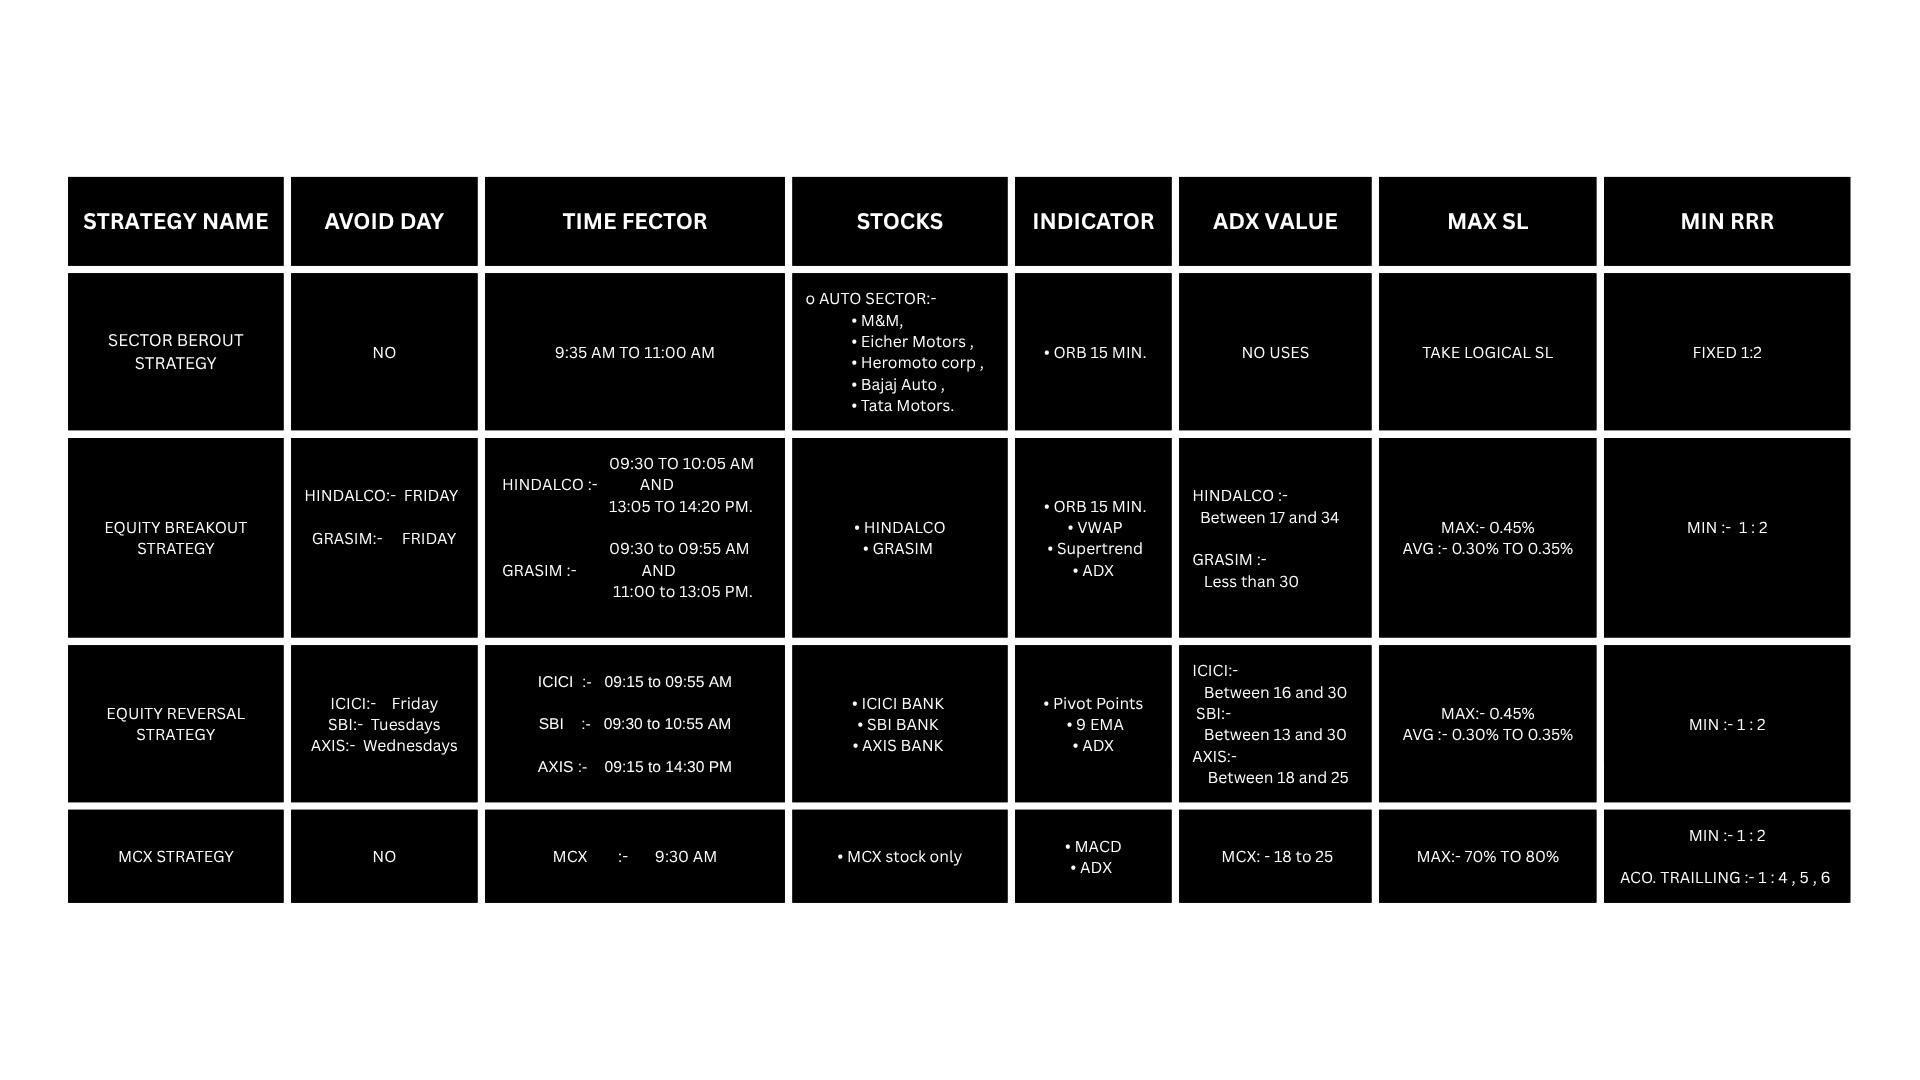 STRATEGY NAME
AVOID DAY
TIME FECTOR
STOCKS
INDICATOR
ADX VALUE
MAX SL
MIN RRR
SECTOR BEROUT
STRATEGY
NO
9:35 AM TO 11:00 AM
o AUTO SECTOR:-
• M&M,
• Eicher Motors ,
• Heromoto corp ,
• Bajaj Auto ,
• Tata Motors.
• ORB 15 MIN.
NO USES
TAKE LOGICAL SL
FIXED 1:2
EQUITY BREAKOUT
STRATEGY
HINDALCO:- FRIDAY
GRASIM:- FRIDAY
09:30 TO 10:05 AM
HINDALCO :- AND
13:05 TO 14:20 PM.
09:30 to 09:55 AM
GRASIM :- AND
11:00 to 13:05 PM.
• HINDALCO
• GRASIM
• ORB 15 MIN.
• VWAP
• Supertrend
• ADX
HINDALCO :-
Between 17 and 34
GRASIM :-
Less than 30
MAX:- 0.45%
AVG :- 0.30% TO 0.35%
MIN :- 1 : 2
EQUITY REVERSAL
STRATEGY
ICICI:- Friday
SBI:- Tuesdays
AXIS:- Wednesdays
ICICI :- 09:15 to 09:55 AM
SBI :- 09:30 to 10:55 AM
AXIS :- 09:15 to 14:30 PM
• ICICI BANK
• SBI BANK
• AXIS BANK
• Pivot Points
• 9 EMA
• ADX
ICICI:-
Between 16 and 30
SBI:-
Between 13 and 30
AXIS:-
Between 18 and 25
MAX:- 0.45%
AVG :- 0.30% TO 0.35%
MIN :- 1 : 2
MCX STRATEGY
NO
MCX :- 9:30 AM
• MCX stock only
• MACD
• ADX
MCX: - 18 to 25
MAX:- 70% TO 80%
MIN :- 1 : 2
ACO. TRAILLING :- 1 : 4 , 5 , 6